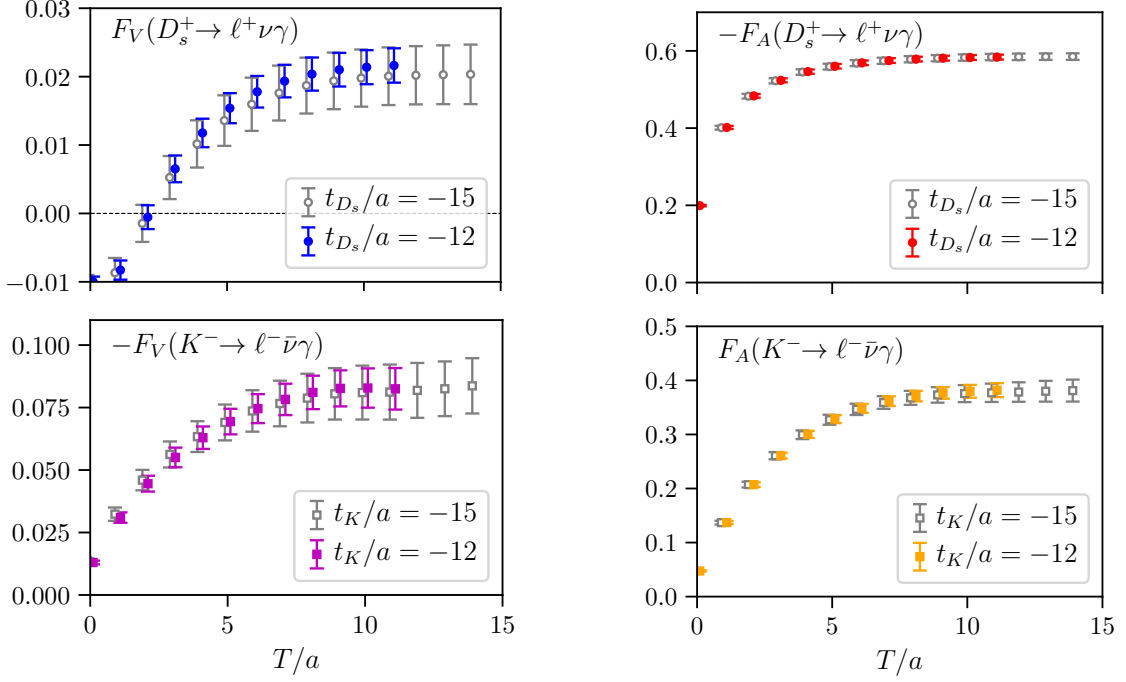 F_V(D_s^+ → ℓ^+νγ)
0.03
0.02
0.01
0.00
−0.01
t_{D_s}/a = −15
t_{D_s}/a = −12
−F_A(D_s^+ → ℓ^+νγ)
0.6
0.4
0.2
0.0
t_{D_s}/a = −15
t_{D_s}/a = −12
−F_V(K^− → ℓ^−ν̄γ)
0.100
0.075
0.050
0.025
0.000
t_K/a = −15
t_K/a = −12
0 5 10 15
T/a
F_A(K^− → ℓ^−ν̄γ)
0.5
0.4
0.3
0.2
0.1
0.0
t_K/a = −15
t_K/a = −12
0 5 10 15
T/a